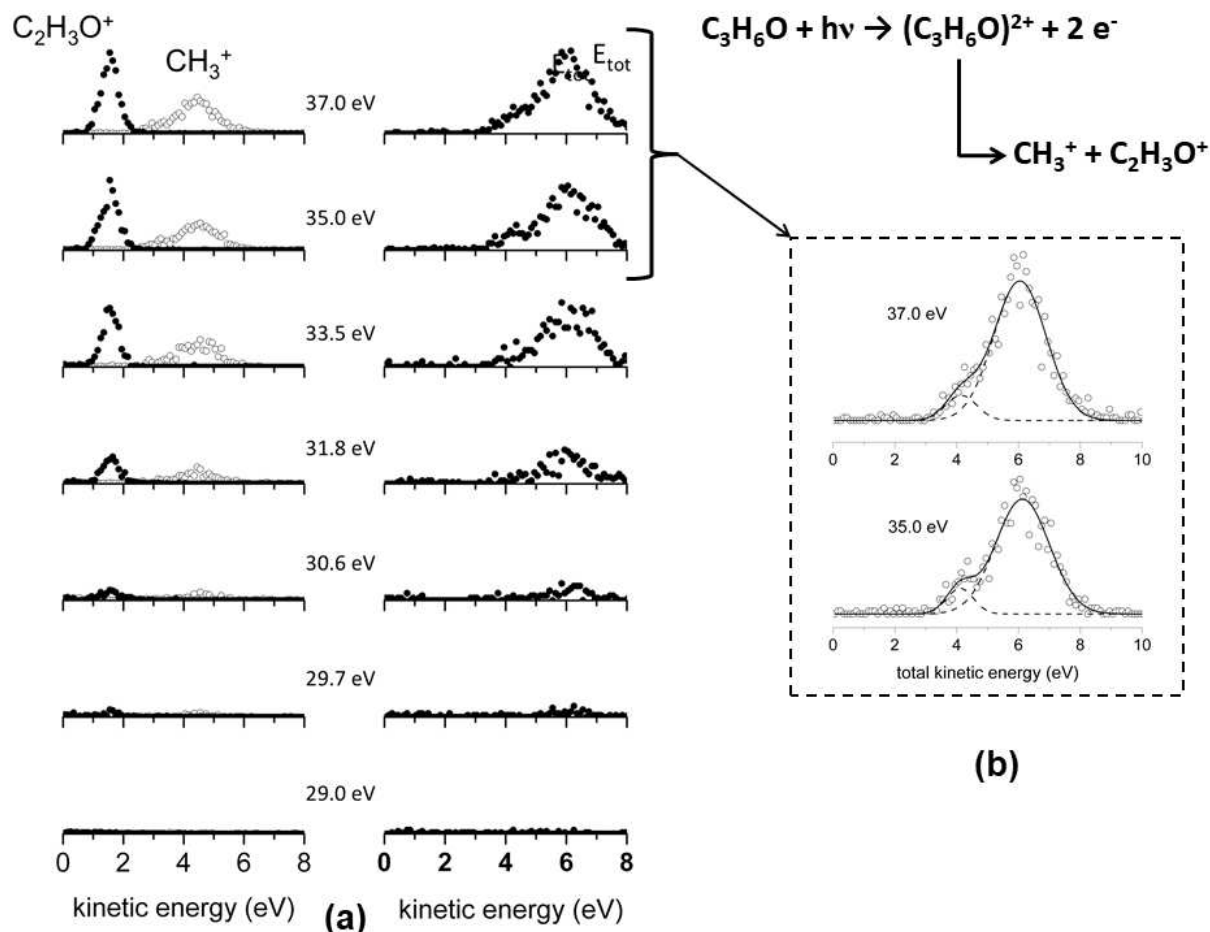 C₂H₃O⁺
CH₃⁺
E_tot
37.0 eV
35.0 eV
33.5 eV
31.8 eV
30.6 eV
29.7 eV
29.0 eV
0 2 4 6 8
kinetic energy (eV)
(a)
0 2 4 6 8
kinetic energy (eV)
C₃H₆O + hν → (C₃H₆O)²⁺ + 2 e⁻
CH₃⁺ + C₂H₃O⁺
37.0 eV
0 2 4 6 8 10
35.0 eV
0 2 4 6 8 10
total kinetic energy (eV)
(b)